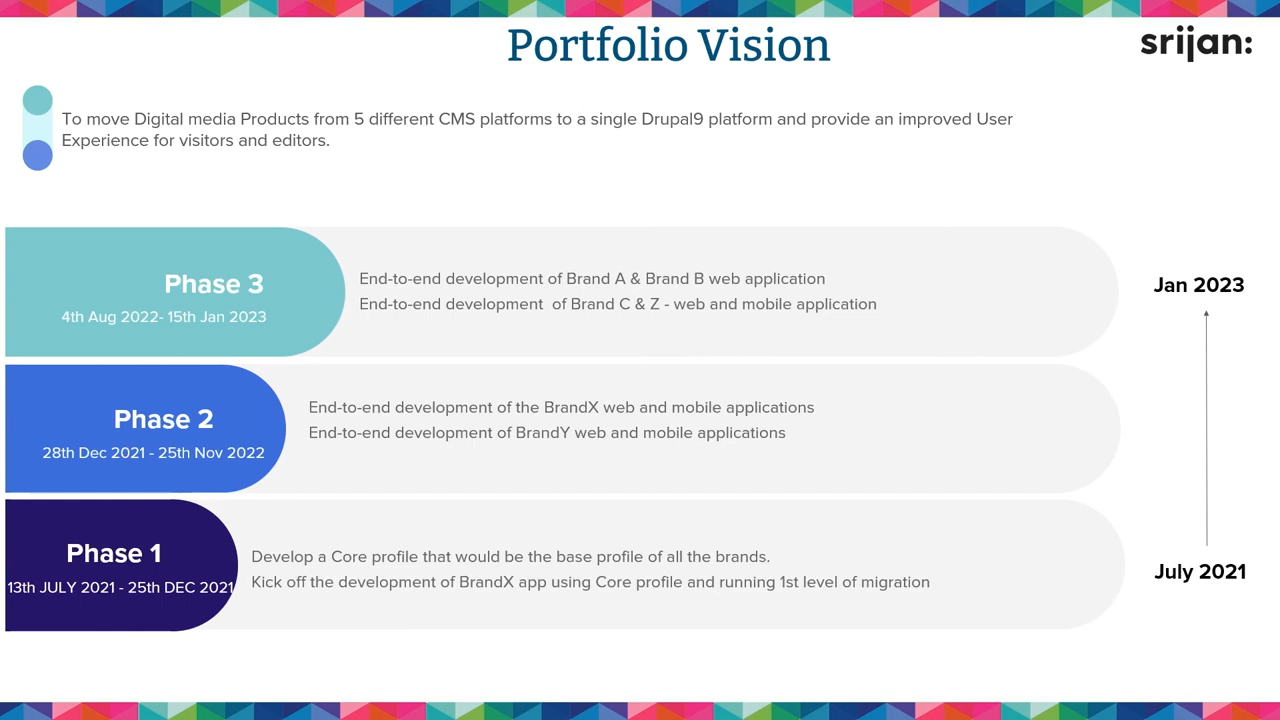 Portfolio Vision
srijan:
To move Digital media Products from 5 different CMS platforms to a single Drupal9 platform and provide an improved User
Experience for visitors and editors.
Phase 3
4th Aug 2022- 15th Jan 2023
End-to-end development of Brand A & Brand B web application
End-to-end development  of Brand C & Z - web and mobile application
Jan 2023
Phase 2
28th Dec 2021 - 25th Nov 2022
End-to-end development of the BrandX web and mobile applications
End-to-end development of BrandY web and mobile applications
Phase 1
13th JULY 2021 - 25th DEC 2021
Develop a Core profile that would be the base profile of all the brands.
Kick off the development of BrandX app using Core profile and running 1st level of migration
July 2021